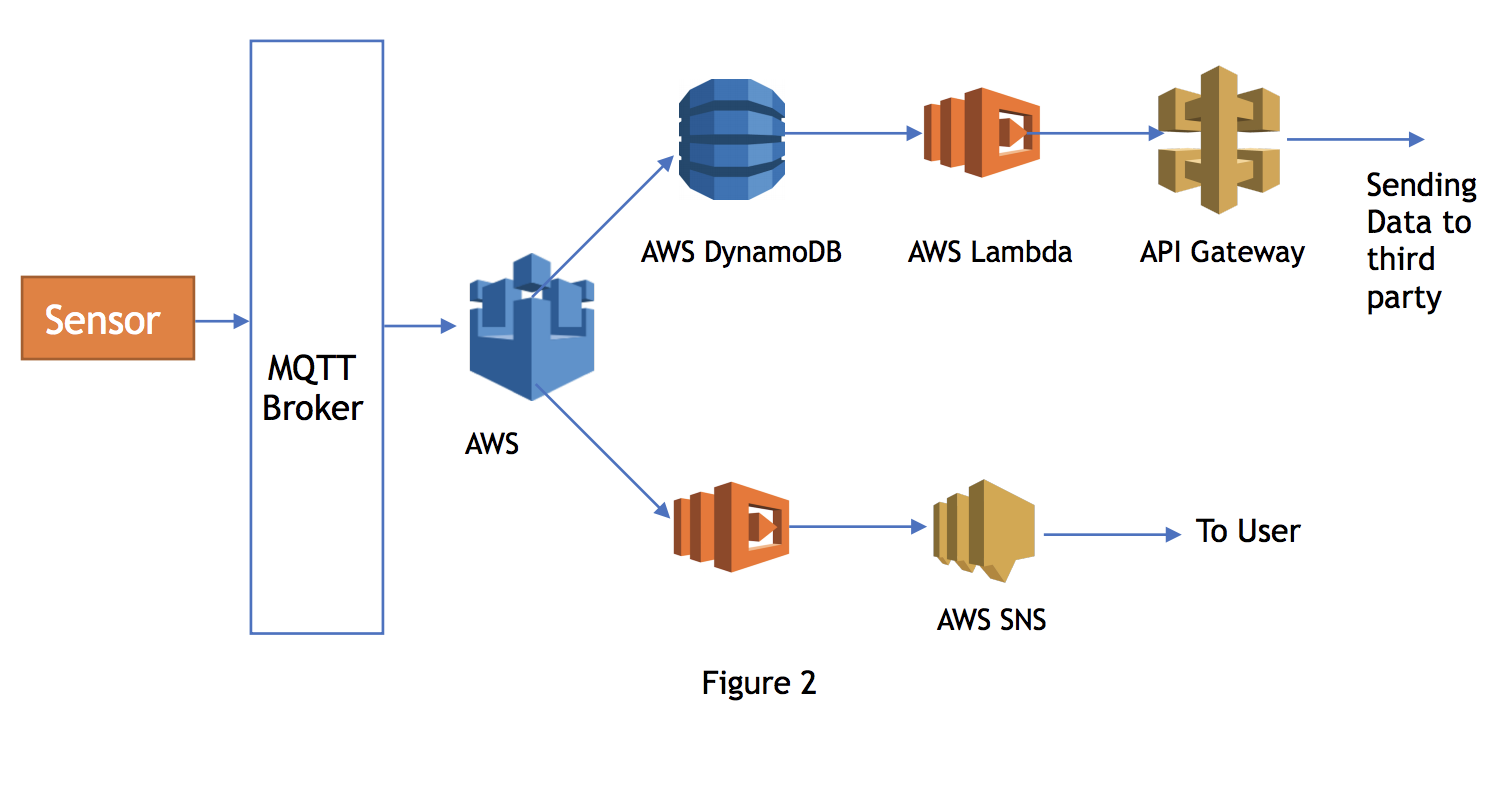 Sensor
MQTT
Broker
AWS
AWS DynamoDB
AWS Lambda
API Gateway
Sending
Data to
third
party
To User
AWS SNS
Figure 2